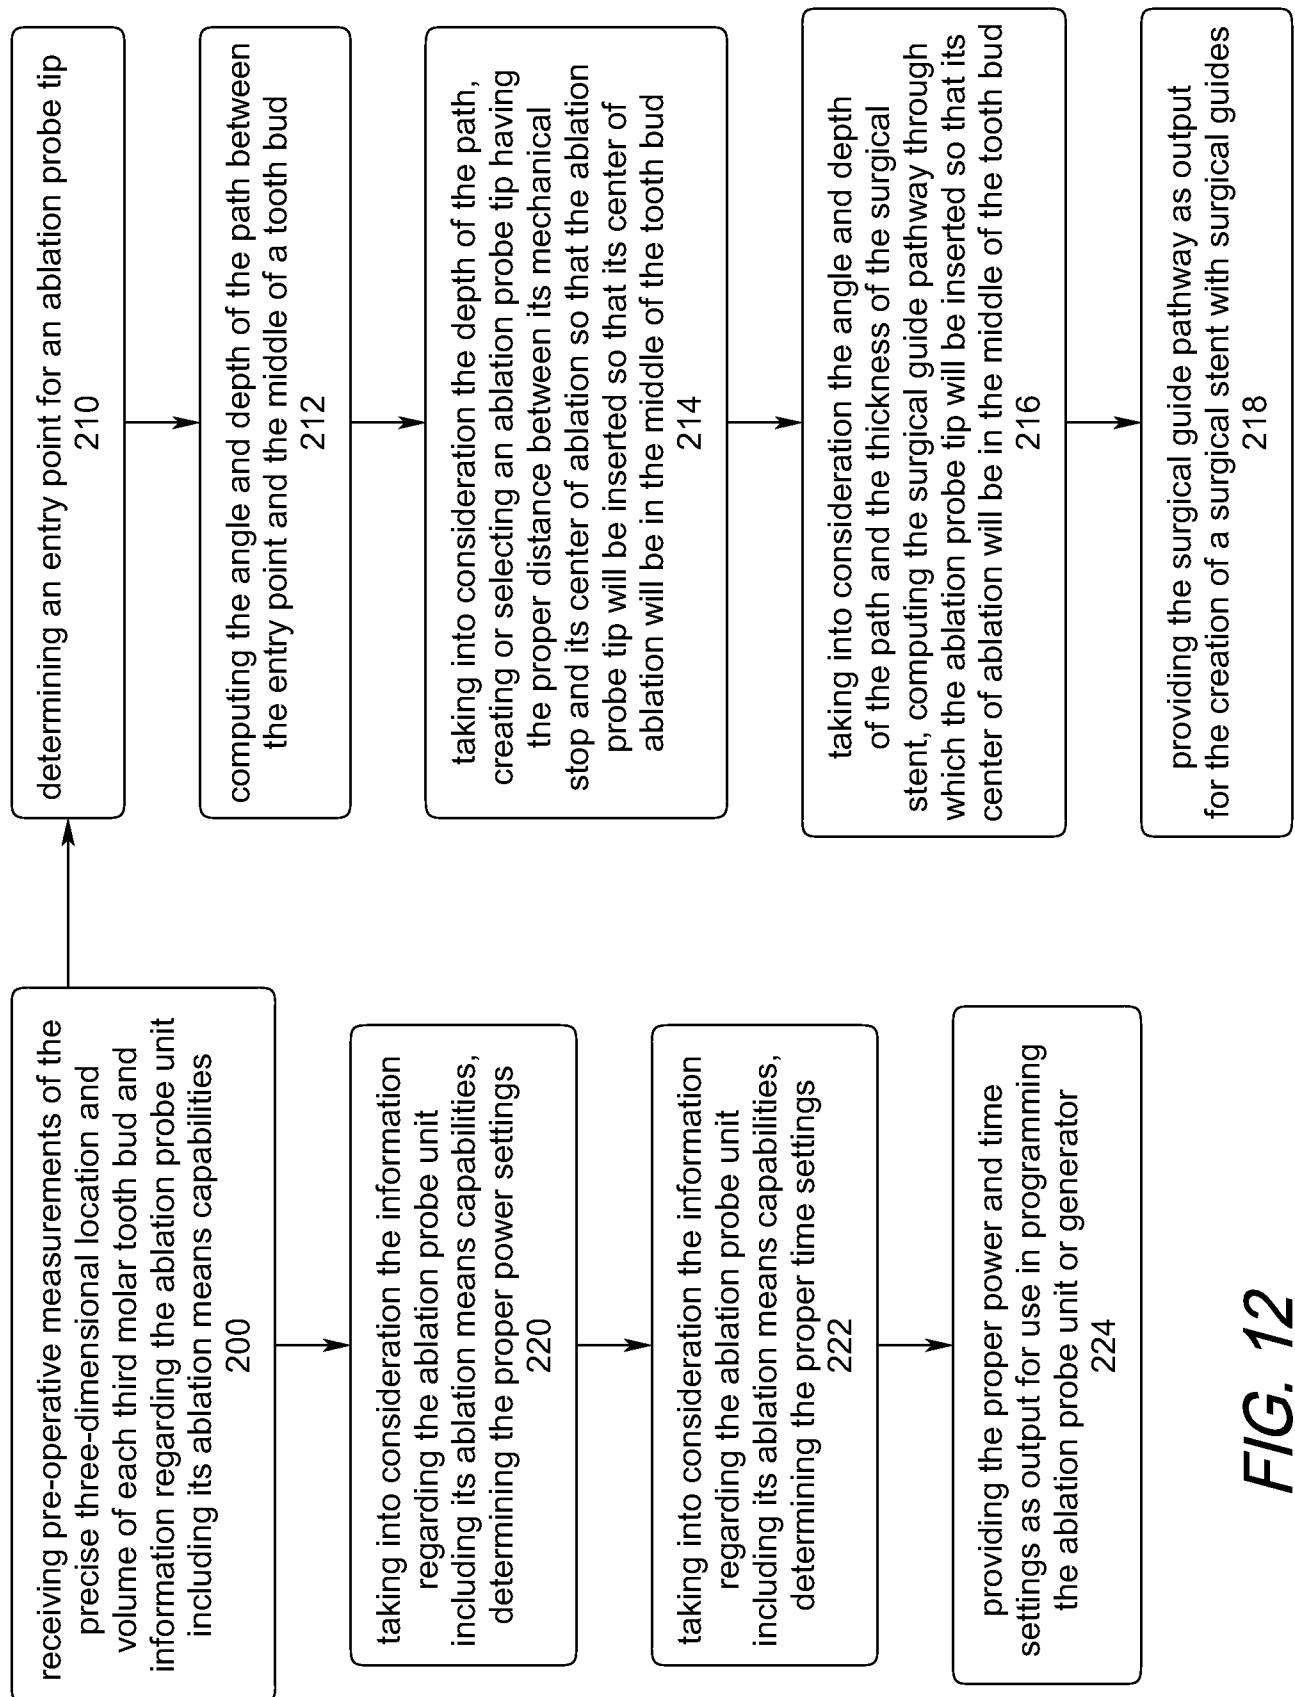 receiving pre-operative measurements of the
precise three-dimensional location and
volume of each third molar tooth bud and
information regarding the ablation probe unit
including its ablation means capabilities
200
taking into consideration the information
regarding the ablation probe unit
including its ablation means capabilities,
determining the proper power settings
220
taking into consideration the information
regarding the ablation probe unit
including its ablation means capabilities,
determining the proper time settings
222
providing the proper power and time
settings as output for use in programming
the ablation probe unit or generator
224
determining an entry point for an ablation probe tip
210
computing the angle and depth of the path between
the entry point and the middle of a tooth bud
212
taking into consideration the depth of the path,
creating or selecting an ablation probe tip having
the proper distance between its mechanical
stop and its center of ablation so that the ablation
probe tip will be inserted so that its center of
ablation will be in the middle of the tooth bud
214
taking into consideration the angle and depth
of the path and the thickness of the surgical
stent, computing the surgical guide pathway through
which the ablation probe tip will be inserted so that its
center of ablation will be in the middle of the tooth bud
216
providing the surgical guide pathway as output
for the creation of a surgical stent with surgical guides
218
FIG. 12